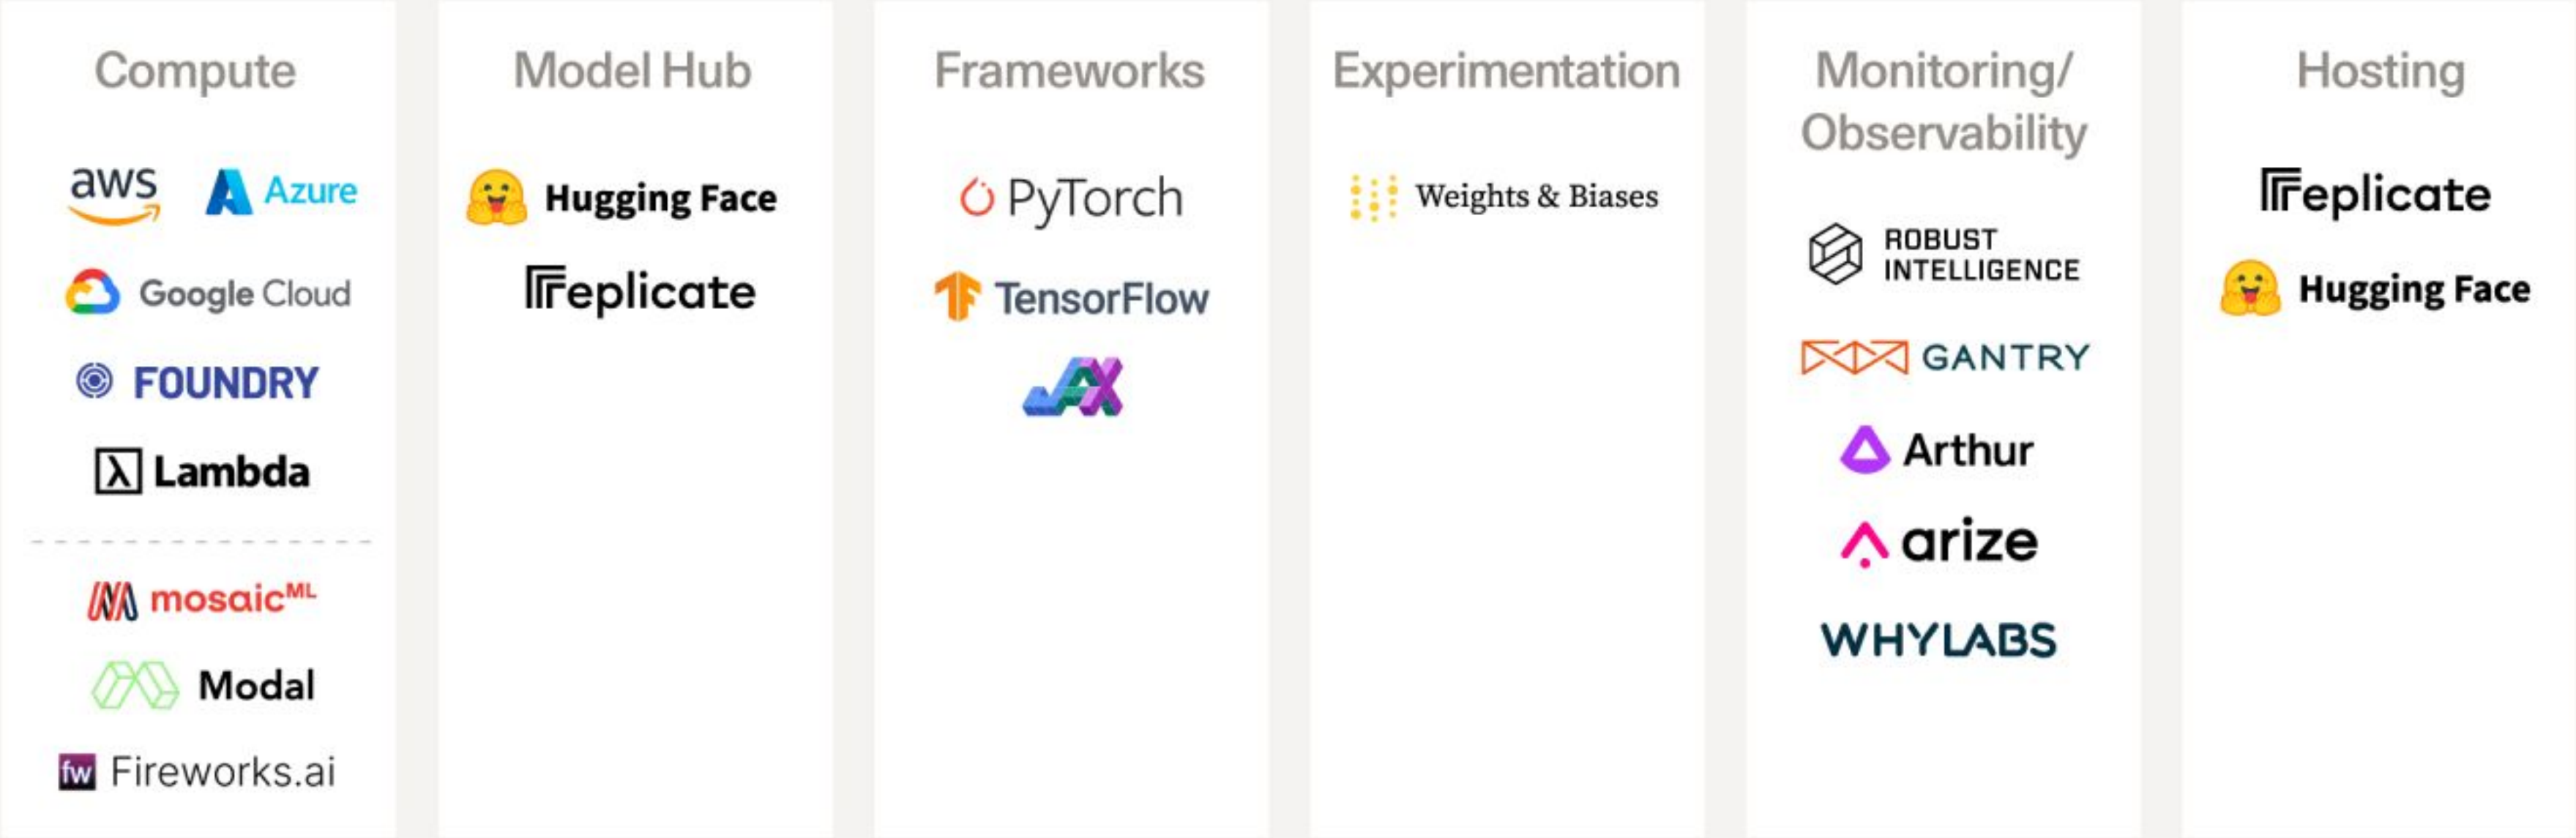 Compute
aws Azure
Google Cloud
FOUNDRY
λ Lambda
mosaicML
Modal
fw Fireworks.ai
Model Hub
Hugging Face
replicate
Frameworks
PyTorch
TensorFlow
JAX
Experimentation
Weights & Biases
Monitoring/
Observability
ROBUST
INTELLIGENCE
GANTRY
Arthur
arize
WHYLABS
Hosting
replicate
Hugging Face